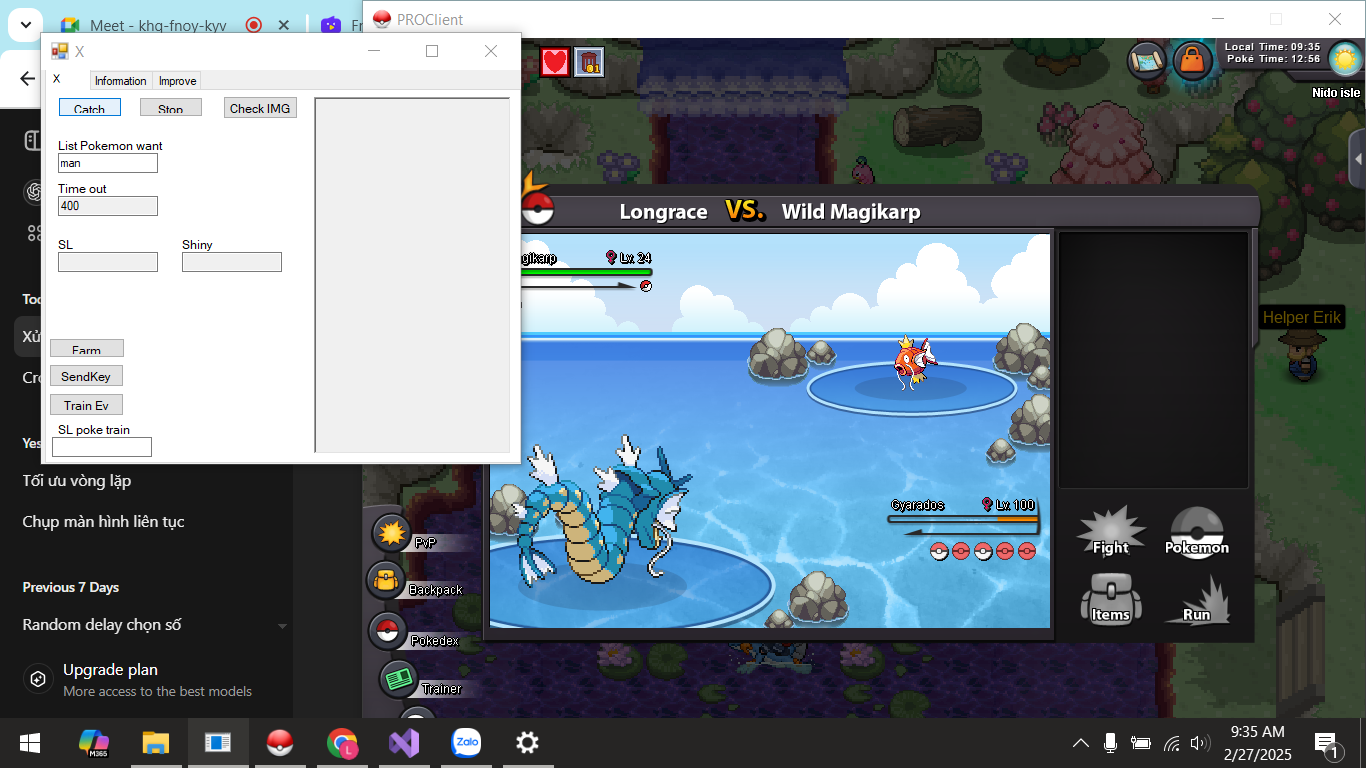 Meet - khq-fnoy-kyv
PROClient
X
X
Information
Improve
Catch
Stop
Check IMG
List Pokemon want
man
Time out
400
SL
Shiny
Farm
SendKey
Train Ev
SL poke train
Local Time: 09:35
Poké Time: 12:56
Nido isle
01
Longrace VS. Wild Magikarp
Lv. 24
Gyarados Lv. 100
Helper Erik
Fight
Pokemon
Items
Run
PvP
Backpack
Pokedex
Trainer
Tối ưu vòng lặp
Chụp màn hình liên tục
Previous 7 Days
Random delay chọn số
Upgrade plan
More access to the best models
M365
L
Zalo
9:35 AM
2/27/2025
1